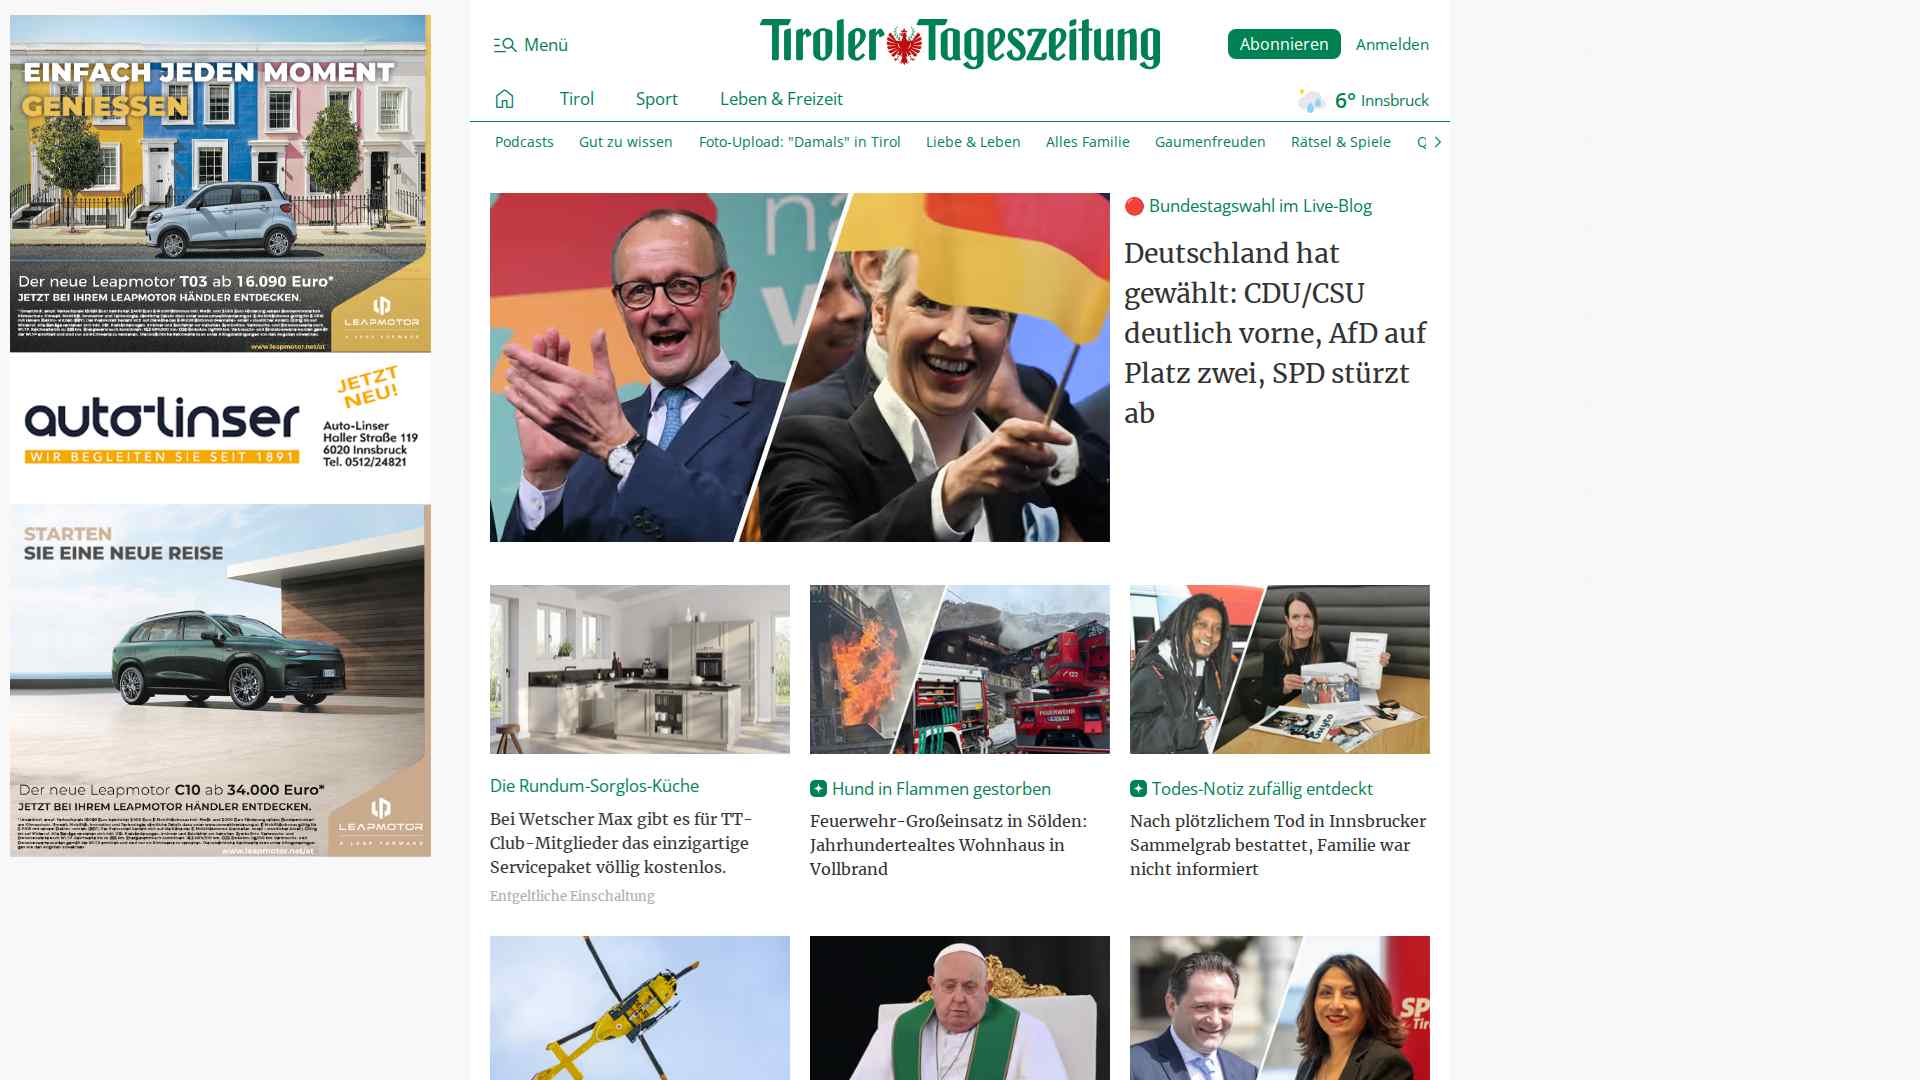 EINFACH JEDEN MOMENT
GENIESSEN
Der neue Leapmotor T03 ab 16.090 Euro*
JETZT BEI IHREM LEAPMOTOR HÄNDLER ENTDECKEN.
LEAPMOTOR
www.leapmotor.net/at
JETZT
NEU!
auto-linser
WIR BEGLEITEN SIE SEIT 1891
Auto-Linser
Haller Straße 119
6020 Innsbruck
Tel. 0512/24821
STARTEN
SIE EINE NEUE REISE
Der neue Leapmotor C10 ab 34.000 Euro*
JETZT BEI IHREM LEAPMOTOR HÄNDLER ENTDECKEN.
LEAPMOTOR
www.leapmotor.net/at
Menü
Tiroler Tageszeitung
Abonnieren
Anmelden
Tirol
Sport
Leben & Freizeit
6° Innsbruck
Podcasts
Gut zu wissen
Foto-Upload: "Damals" in Tirol
Liebe & Leben
Alles Familie
Gaumenfreuden
Rätsel & Spiele
Q
Bundestagswahl im Live-Blog
Deutschland hat
gewählt: CDU/CSU
deutlich vorne, AfD auf
Platz zwei, SPD stürzt
ab
FEUERWEHR
Die Rundum-Sorglos-Küche
Bei Wetscher Max gibt es für TT-
Club-Mitglieder das einzigartige
Servicepaket völlig kostenlos.
Entgeltliche Einschaltung
Hund in Flammen gestorben
Feuerwehr-Großeinsatz in Sölden:
Jahrhundertealtes Wohnhaus in
Vollbrand
Todes-Notiz zufällig entdeckt
Nach plötzlichem Tod in Innsbrucker
Sammelgrab bestattet, Familie war
nicht informiert
SP
Tir